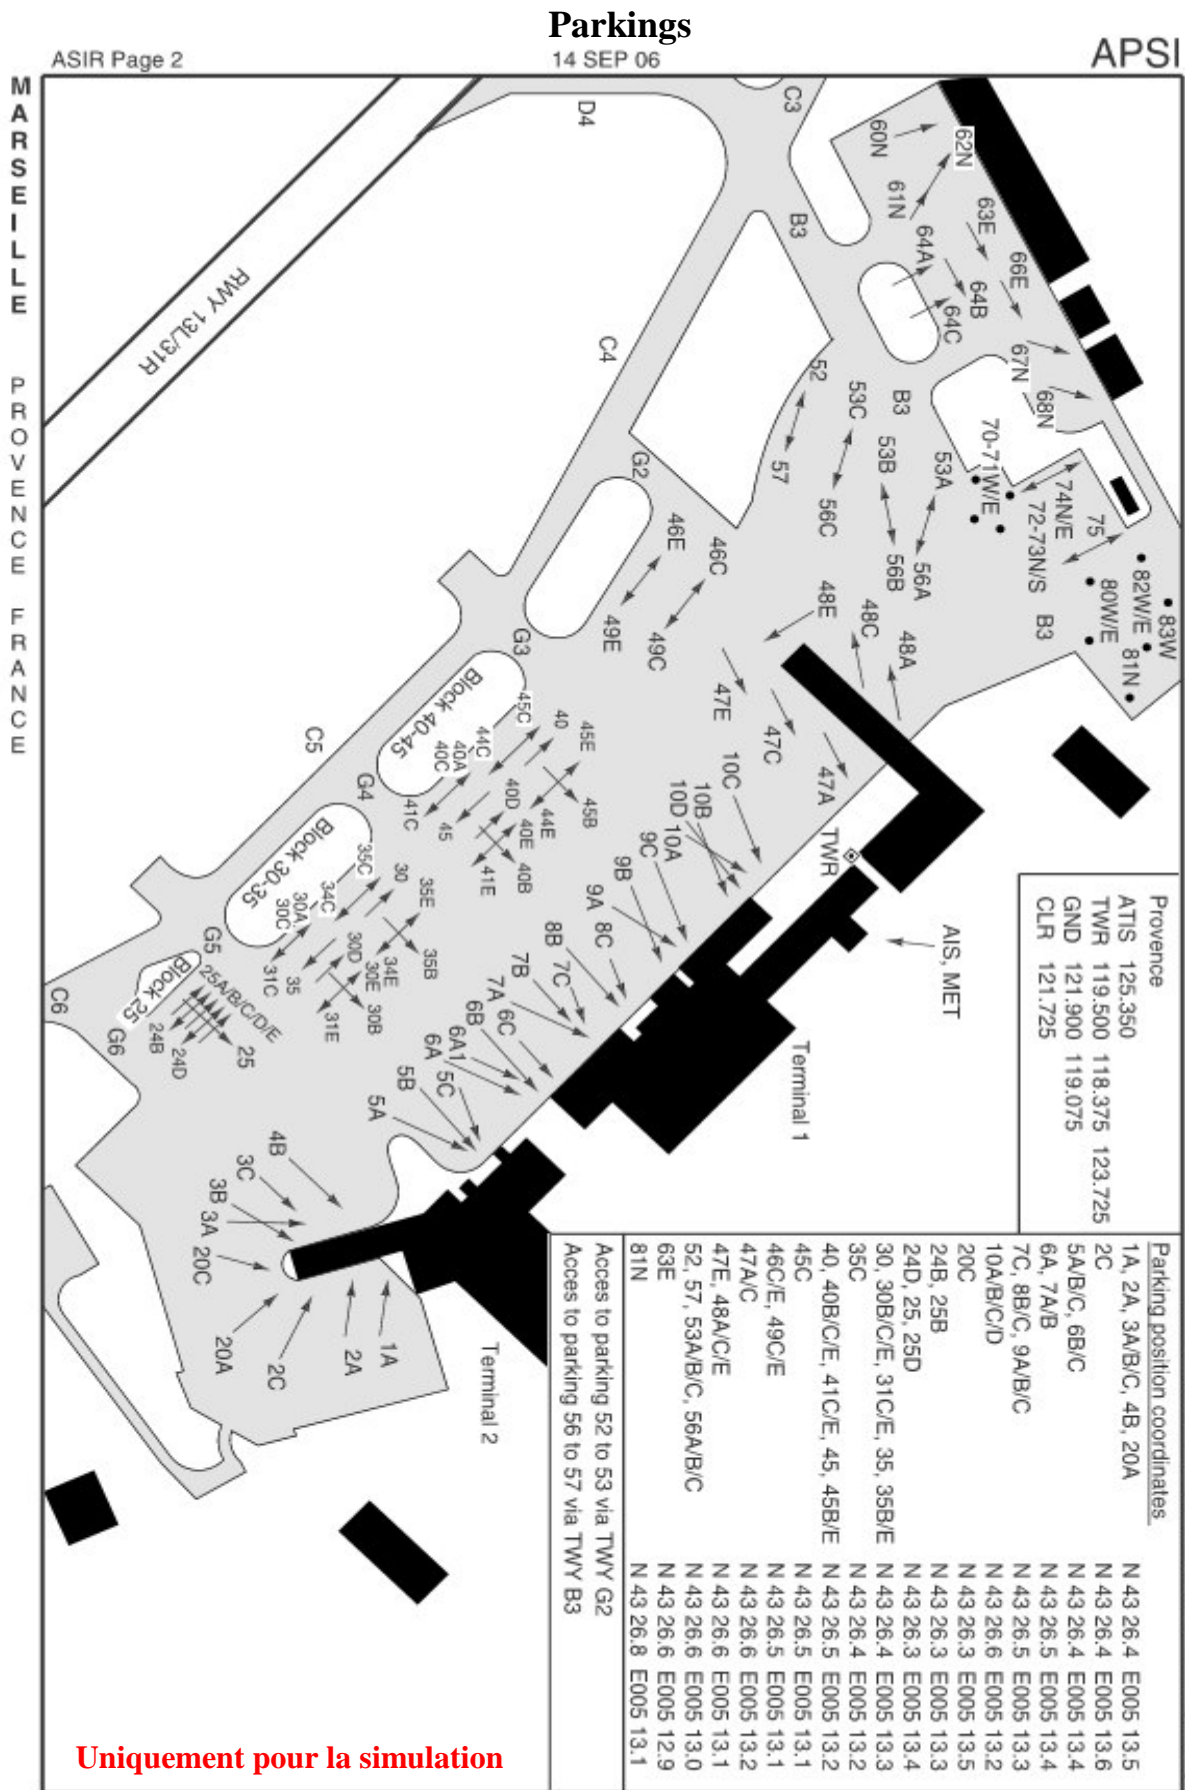 Parkings
ASIR Page 2
14 SEP 06
APSI
MARSEILLE PROVENCE FRANCE
RWY 13L/31R
D4
C3
B3
C4
60N
62N
61N
63E
64A
64B
64C
66E
67N
68N
52
53C
B3
53B
53A
57
56C
56B
56A
70-71W/E
74N/E
72-73N/S
75
B3
82W/E
83W
80W/E
81N
G2
46E
46C
49E
49C
48E
48C
48A
47E
47C
47A
G3
Block 40-45
45C
44C
40A
40C
40
45E
45B
40D
44E
40E
40B
41C
45
41E
C5
G4
Block 30-35
35C
34C
30A
30C
30
35E
35B
30D
34E
30E
30B
31C
35
31E
G5
Block 25
25A/B/C/D/E
25
24B
24D
G6
C6
10C
10B
10D
10A
9C
9B
9A
8C
8B
7C
7B
7A
6C
6B
6A1
6A
5C
5B
5A
4B
3C
3B
3A
20C
20A
2C
2A
1A
TWR
AIS, MET
Terminal 1
Terminal 2
Provence
ATIS 125.350
TWR 119.500 118.375 123.725
GND 121.900 119.075
CLR 121.725
Parking position coordinates
1A, 2A, 3A/B/C, 4B, 20A N 43 26.4 E005 13.5
2C N 43 26.4 E005 13.6
5A/B/C, 6B/C N 43 26.4 E005 13.4
6A, 7A/B N 43 26.5 E005 13.4
7C, 8B/C, 9A/B/C N 43 26.5 E005 13.3
10A/B/C/D N 43 26.6 E005 13.2
20C N 43 26.3 E005 13.5
24B, 25B N 43 26.3 E005 13.3
24D, 25, 25D N 43 26.3 E005 13.4
30, 30B/C/E, 31C/E, 35, 35B/E N 43 26.4 E005 13.3
35C N 43 26.4 E005 13.2
40, 40B/C/E, 41C/E, 45, 45B/E N 43 26.5 E005 13.2
45C N 43 26.5 E005 13.1
46C/E, 49C/E N 43 26.5 E005 13.1
47A/C N 43 26.6 E005 13.2
47E, 48A/C/E N 43 26.6 E005 13.1
52, 57, 53A/B/C, 56A/B/C N 43 26.6 E005 13.0
63E N 43 26.6 E005 12.9
81N N 43 26.8 E005 13.1
Acces to parking 52 to 53 via TWY G2
Acces to parking 56 to 57 via TWY B3
Uniquement pour la simulation